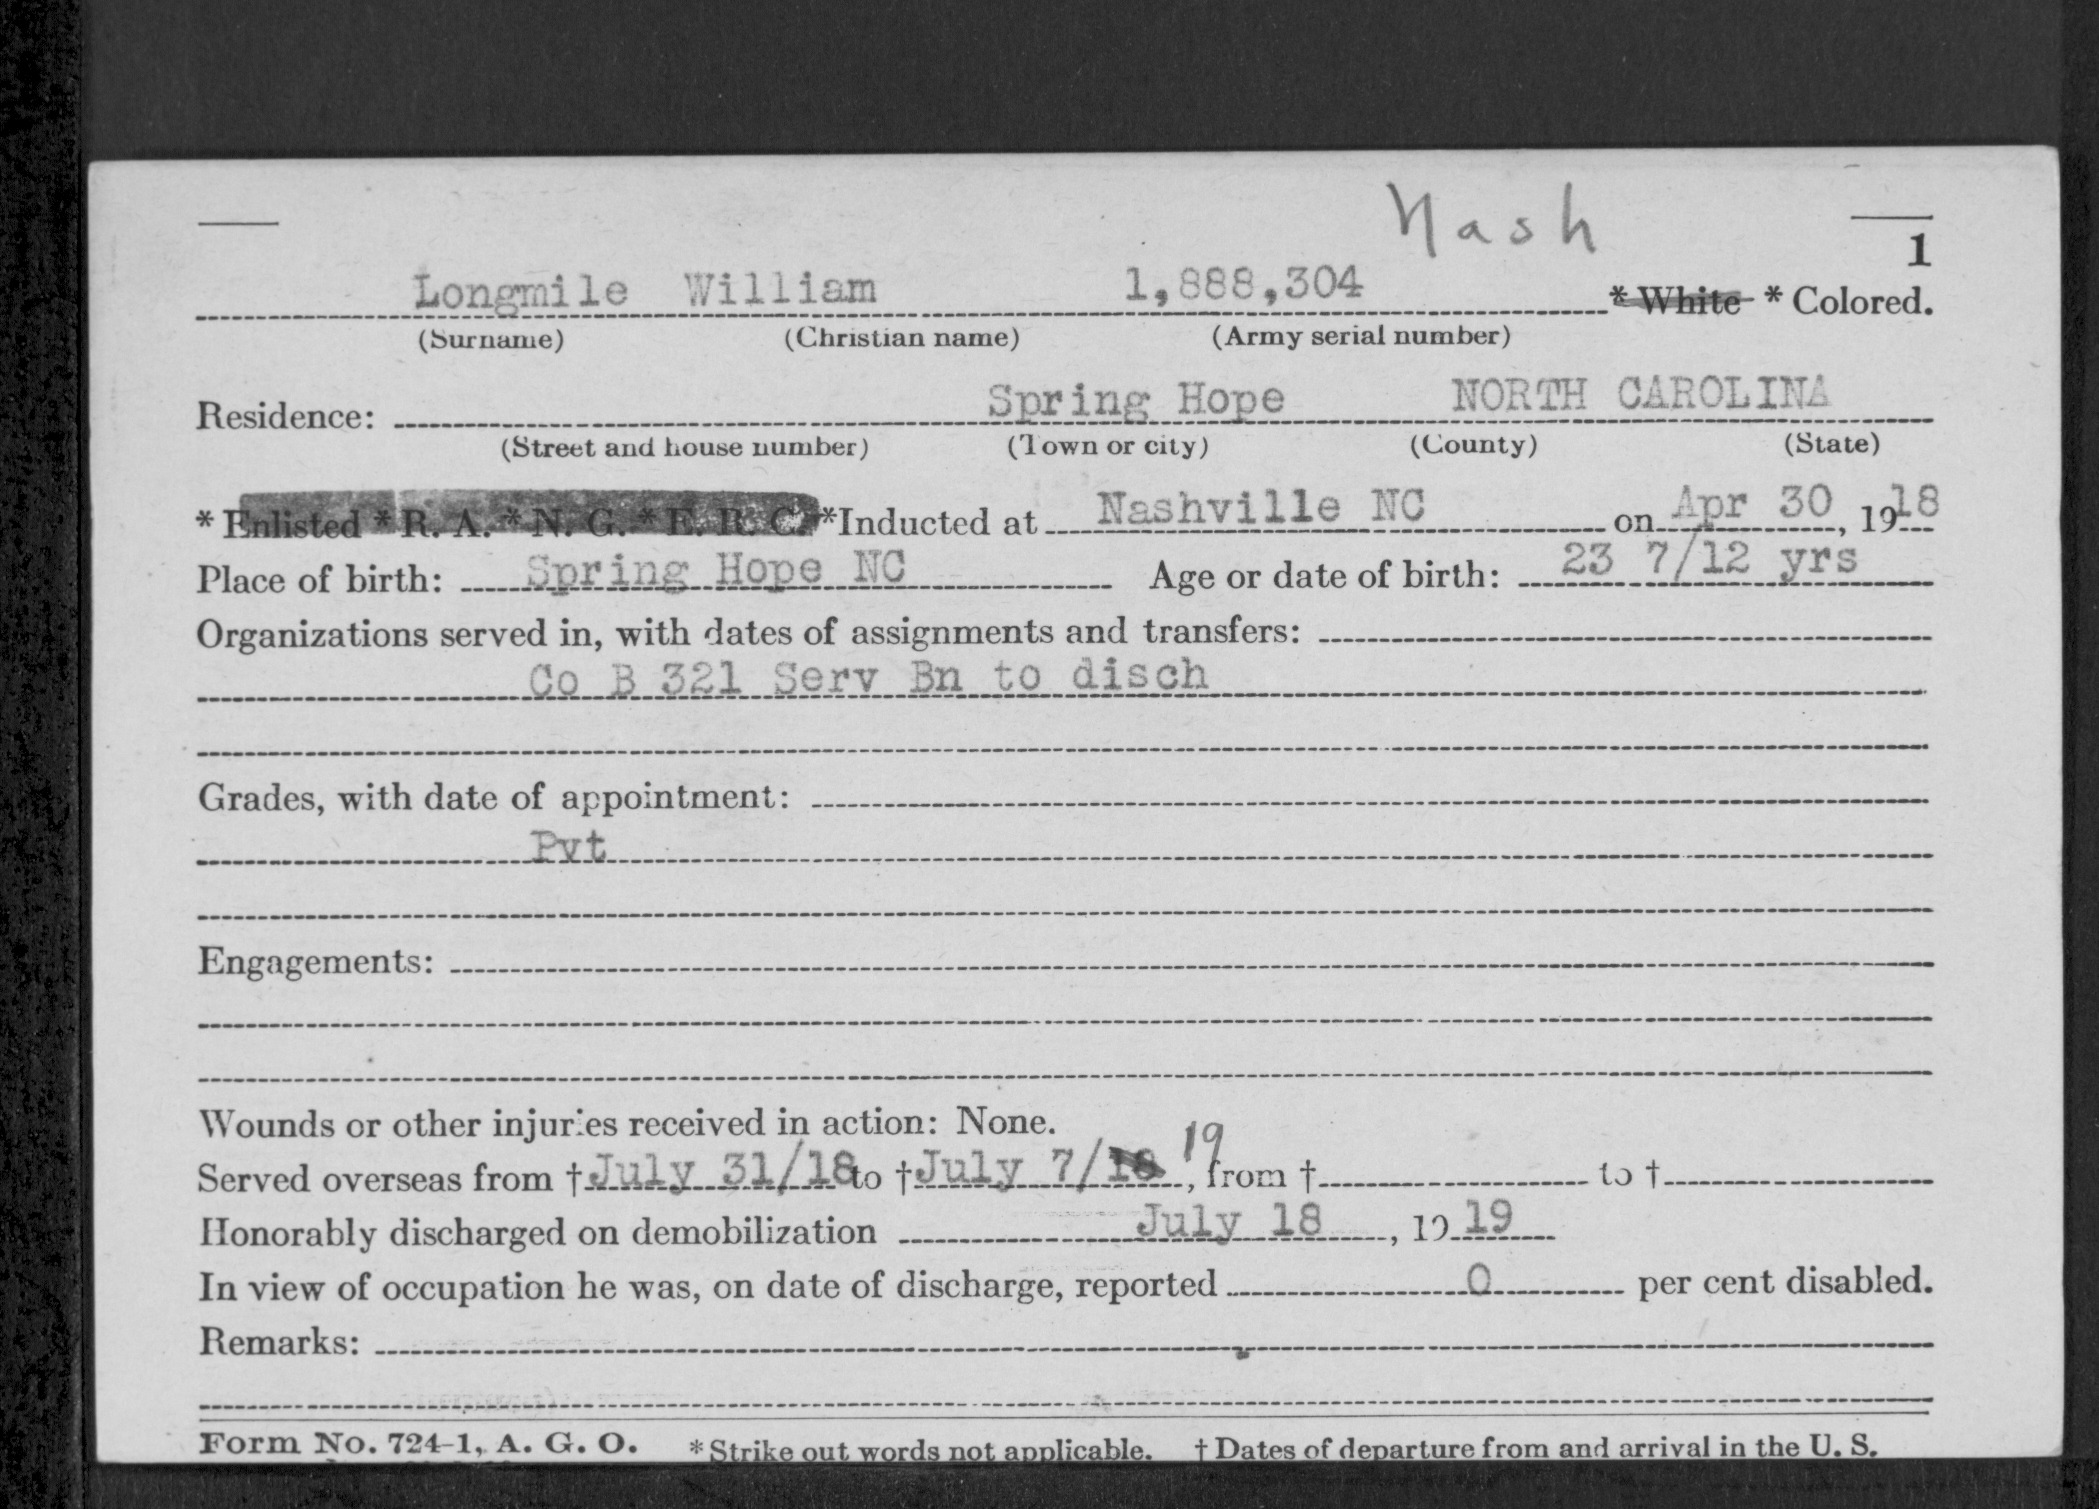 Nash
1
Longmile William 1,888,304 * White * Colored.
(Surname) (Christian name) (Army serial number)
Residence: Spring Hope NORTH CAROLINA
(Street and house number) (Town or city) (County) (State)
* Enlisted * R. A. * N. G. * E. R. C. * Inducted at Nashville NC on Apr 30, 1918
Place of birth: Spring Hope NC Age or date of birth: 23 7/12 yrs
Organizations served in, with dates of assignments and transfers:
Co B 321 Serv Bn to disch
Grades, with date of appointment:
Pvt
Engagements:
Wounds or other injuries received in action: None.
19
Served overseas from † July 31/18 to † July 7/18, from † to †
Honorably discharged on demobilization July 18, 19 19
In view of occupation he was, on date of discharge, reported 0 per cent disabled.
Remarks:
Form No. 724-1, A. G. O. * Strike out words not applicable. † Dates of departure from and arrival in the U. S.